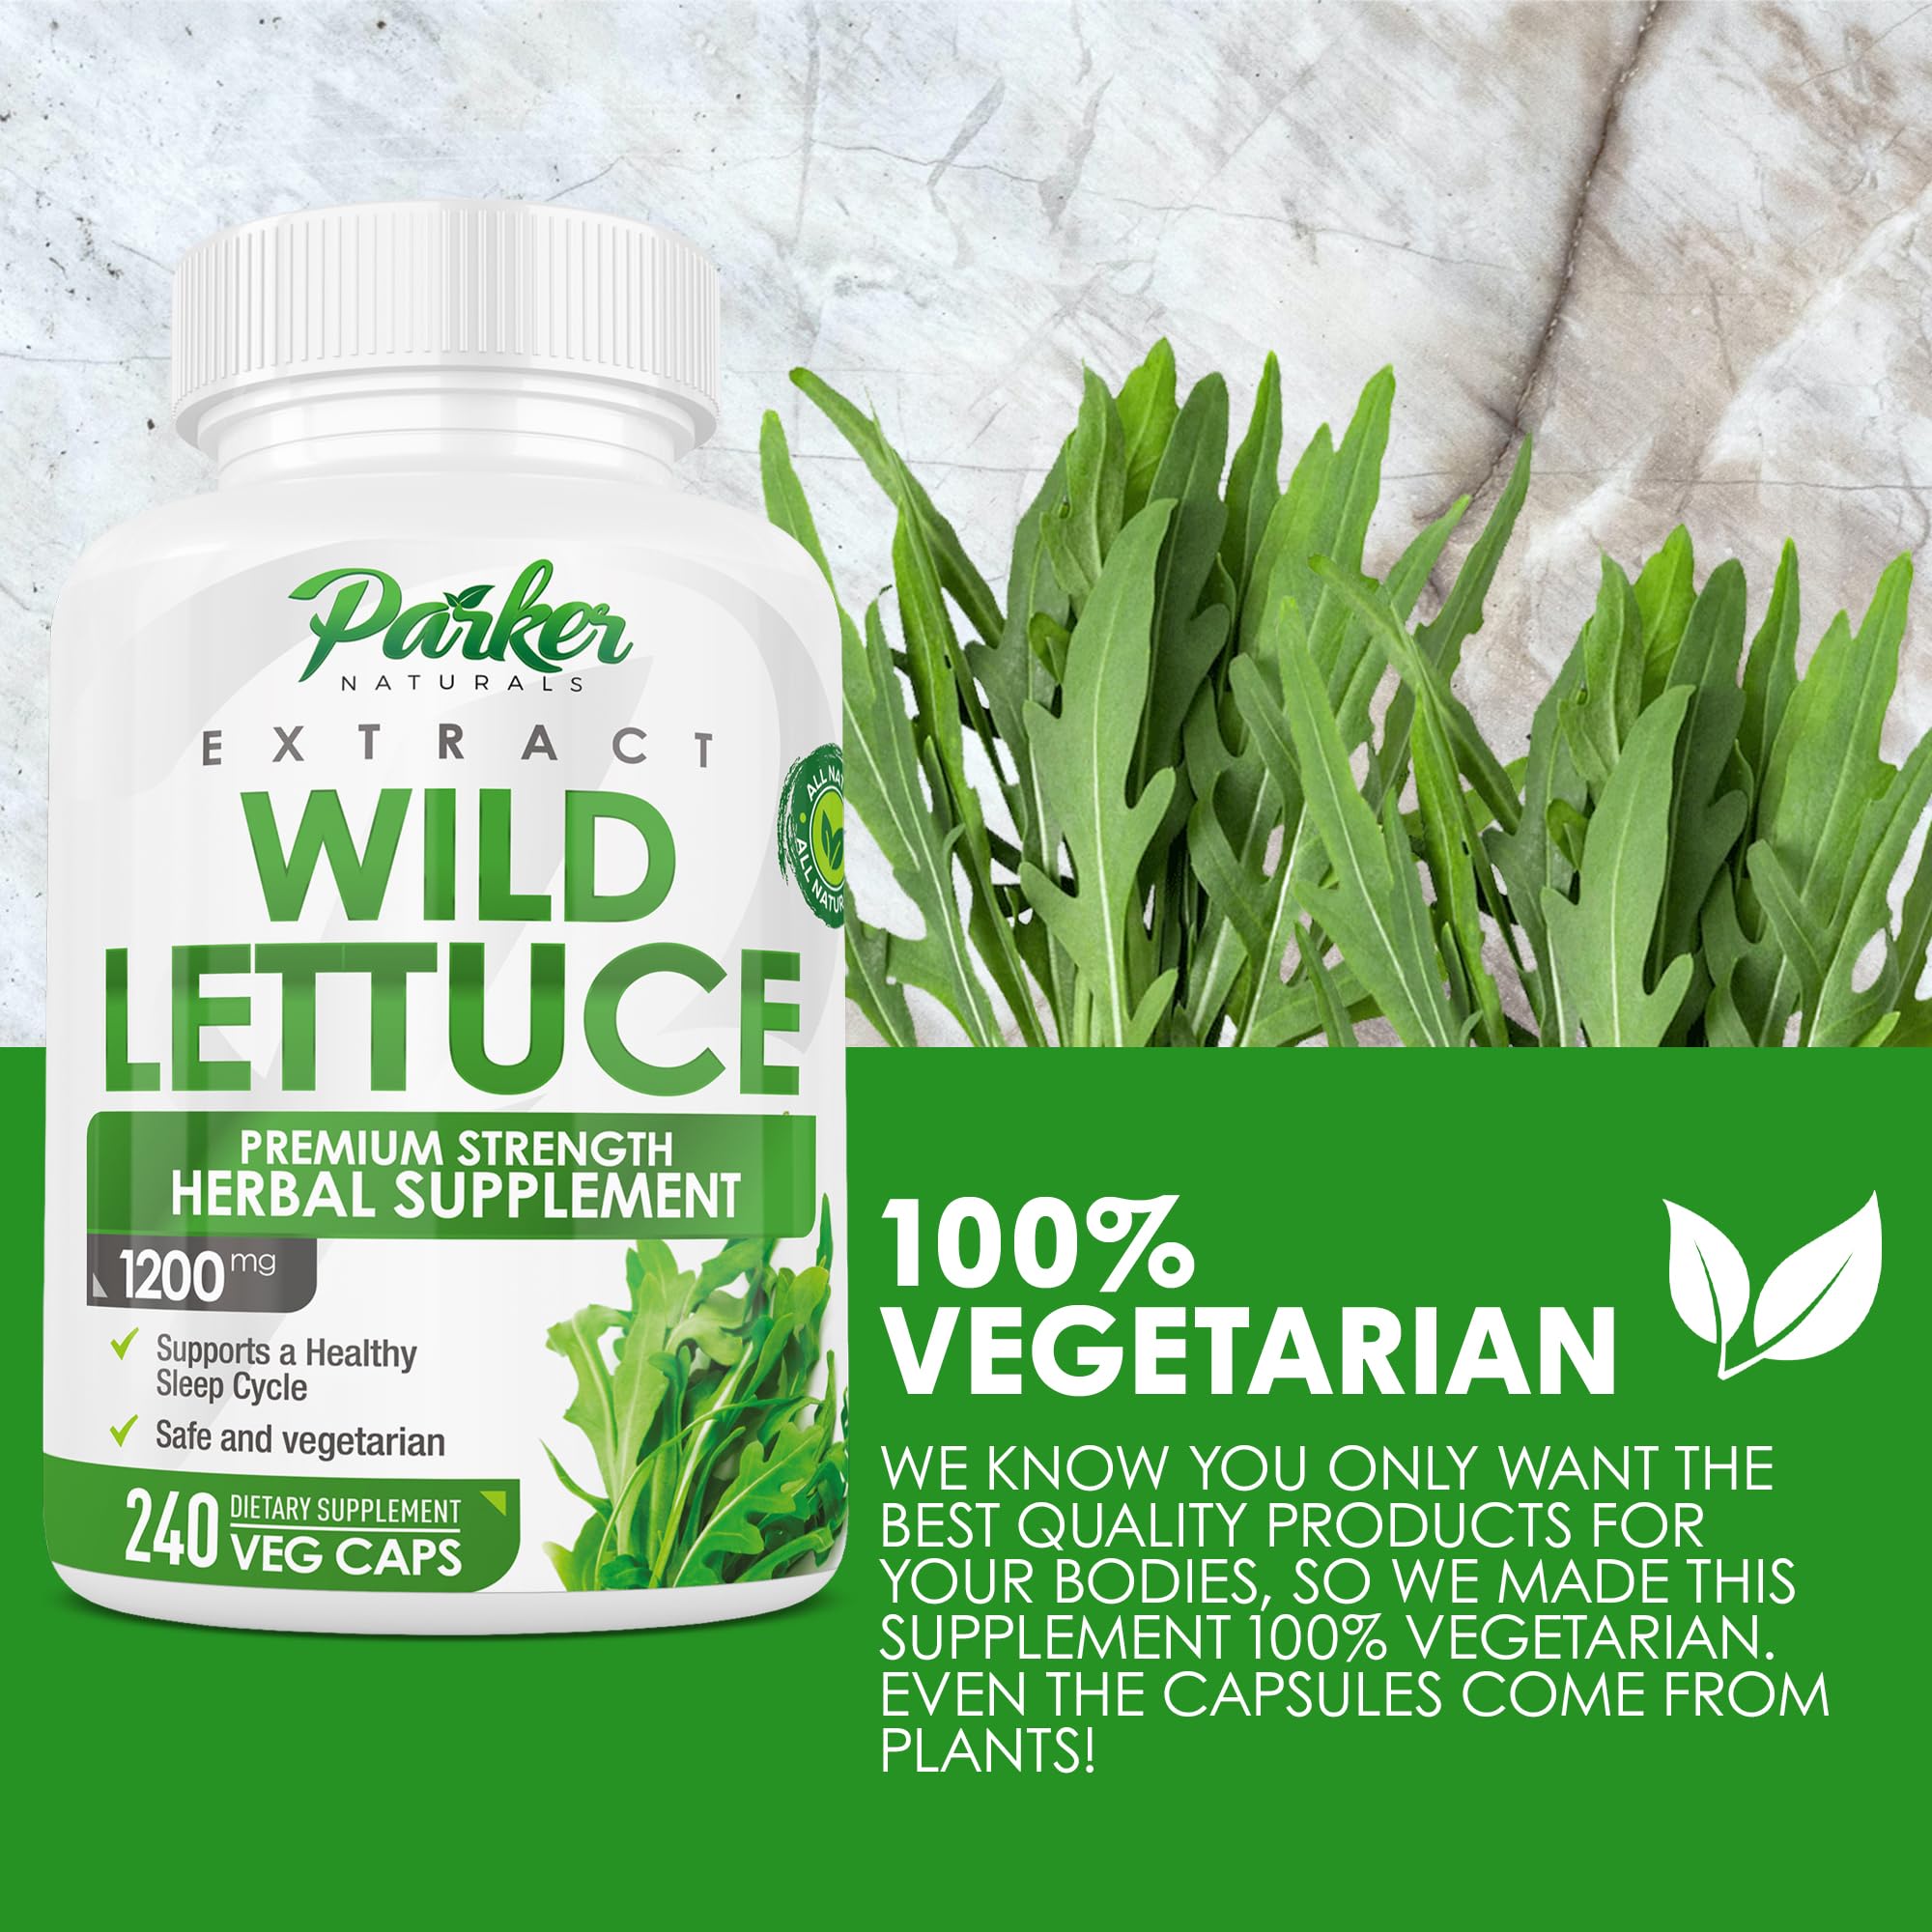 Parker
NATURALS
EXTRACT
WILD
LETTUCE
PREMIUM STRENGTH
HERBAL SUPPLEMENT
1200 mg
Supports a Healthy
Sleep Cycle
Safe and vegetarian
240 DIETARY SUPPLEMENT
VEG CAPS
100%
VEGETARIAN
WE KNOW YOU ONLY WANT THE
BEST QUALITY PRODUCTS FOR
YOUR BODIES, SO WE MADE THIS
SUPPLEMENT 100% VEGETARIAN.
EVEN THE CAPSULES COME FROM
PLANTS!